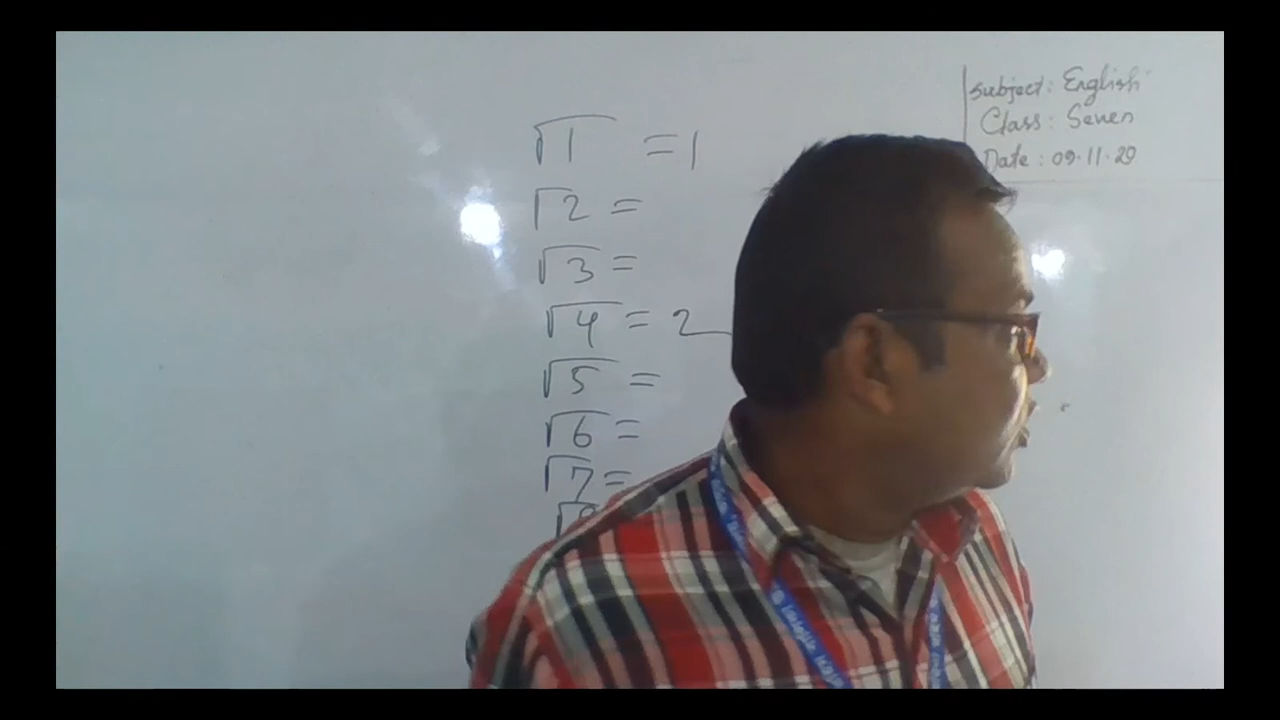 √1 = 1
√2 =
√3 =
√4 = 2
√5 =
√6 =
√7 =
Subject: English
Class: Seven
Date: 09.11.20